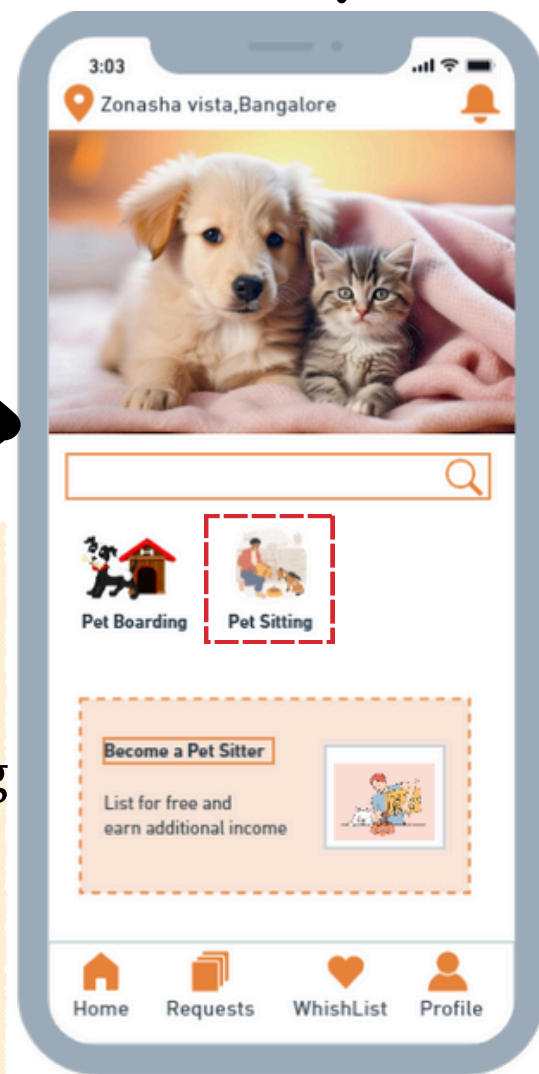 3:03
Zonasha vista,Bangalore
Pet Boarding
Pet Sitting
Become a Pet Sitter
List for free and
earn additional income
Home
Requests
WhishList
Profile